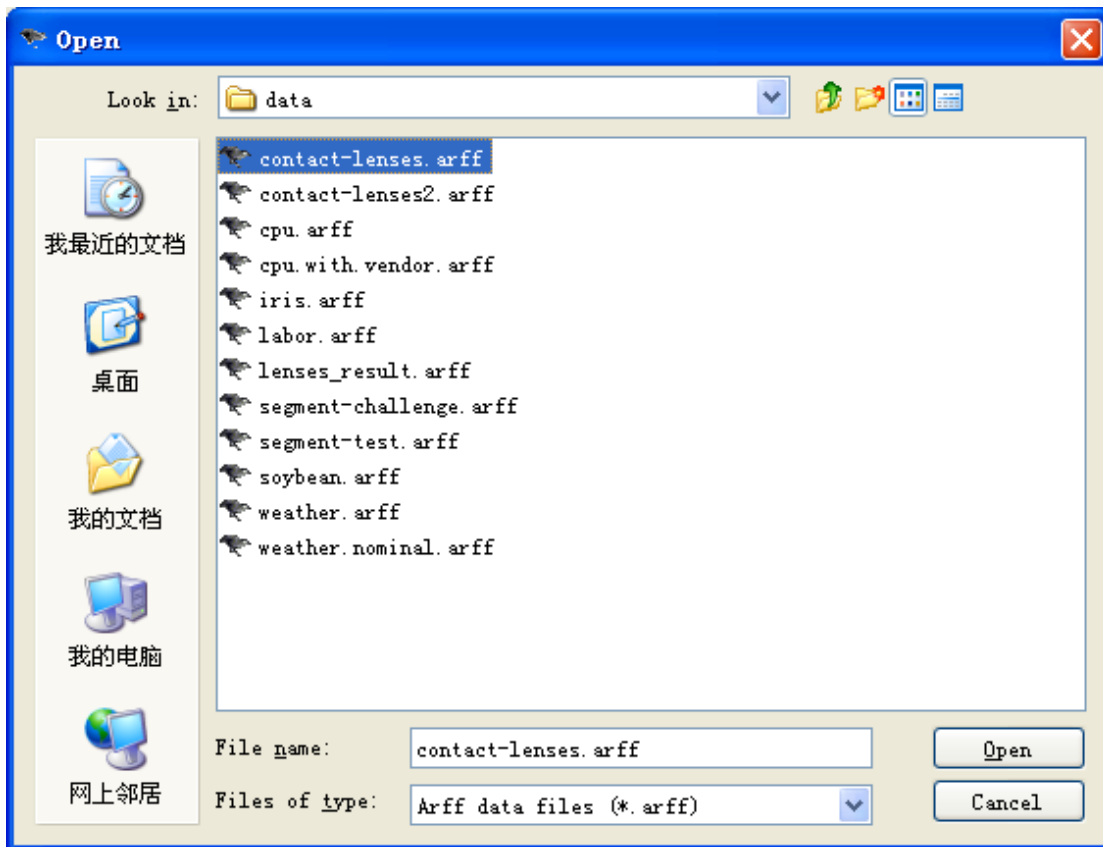 Open
Look in: data
contact-lenses.arff
contact-lenses2.arff
cpu.arff
cpu.with.vendor.arff
iris.arff
labor.arff
lenses_result.arff
segment-challenge.arff
segment-test.arff
soybean.arff
weather.arff
weather.nominal.arff
我最近的文档
桌面
我的文档
我的电脑
网上邻居
File name: contact-lenses.arff Open
Files of type: Arff data files (*.arff) Cancel